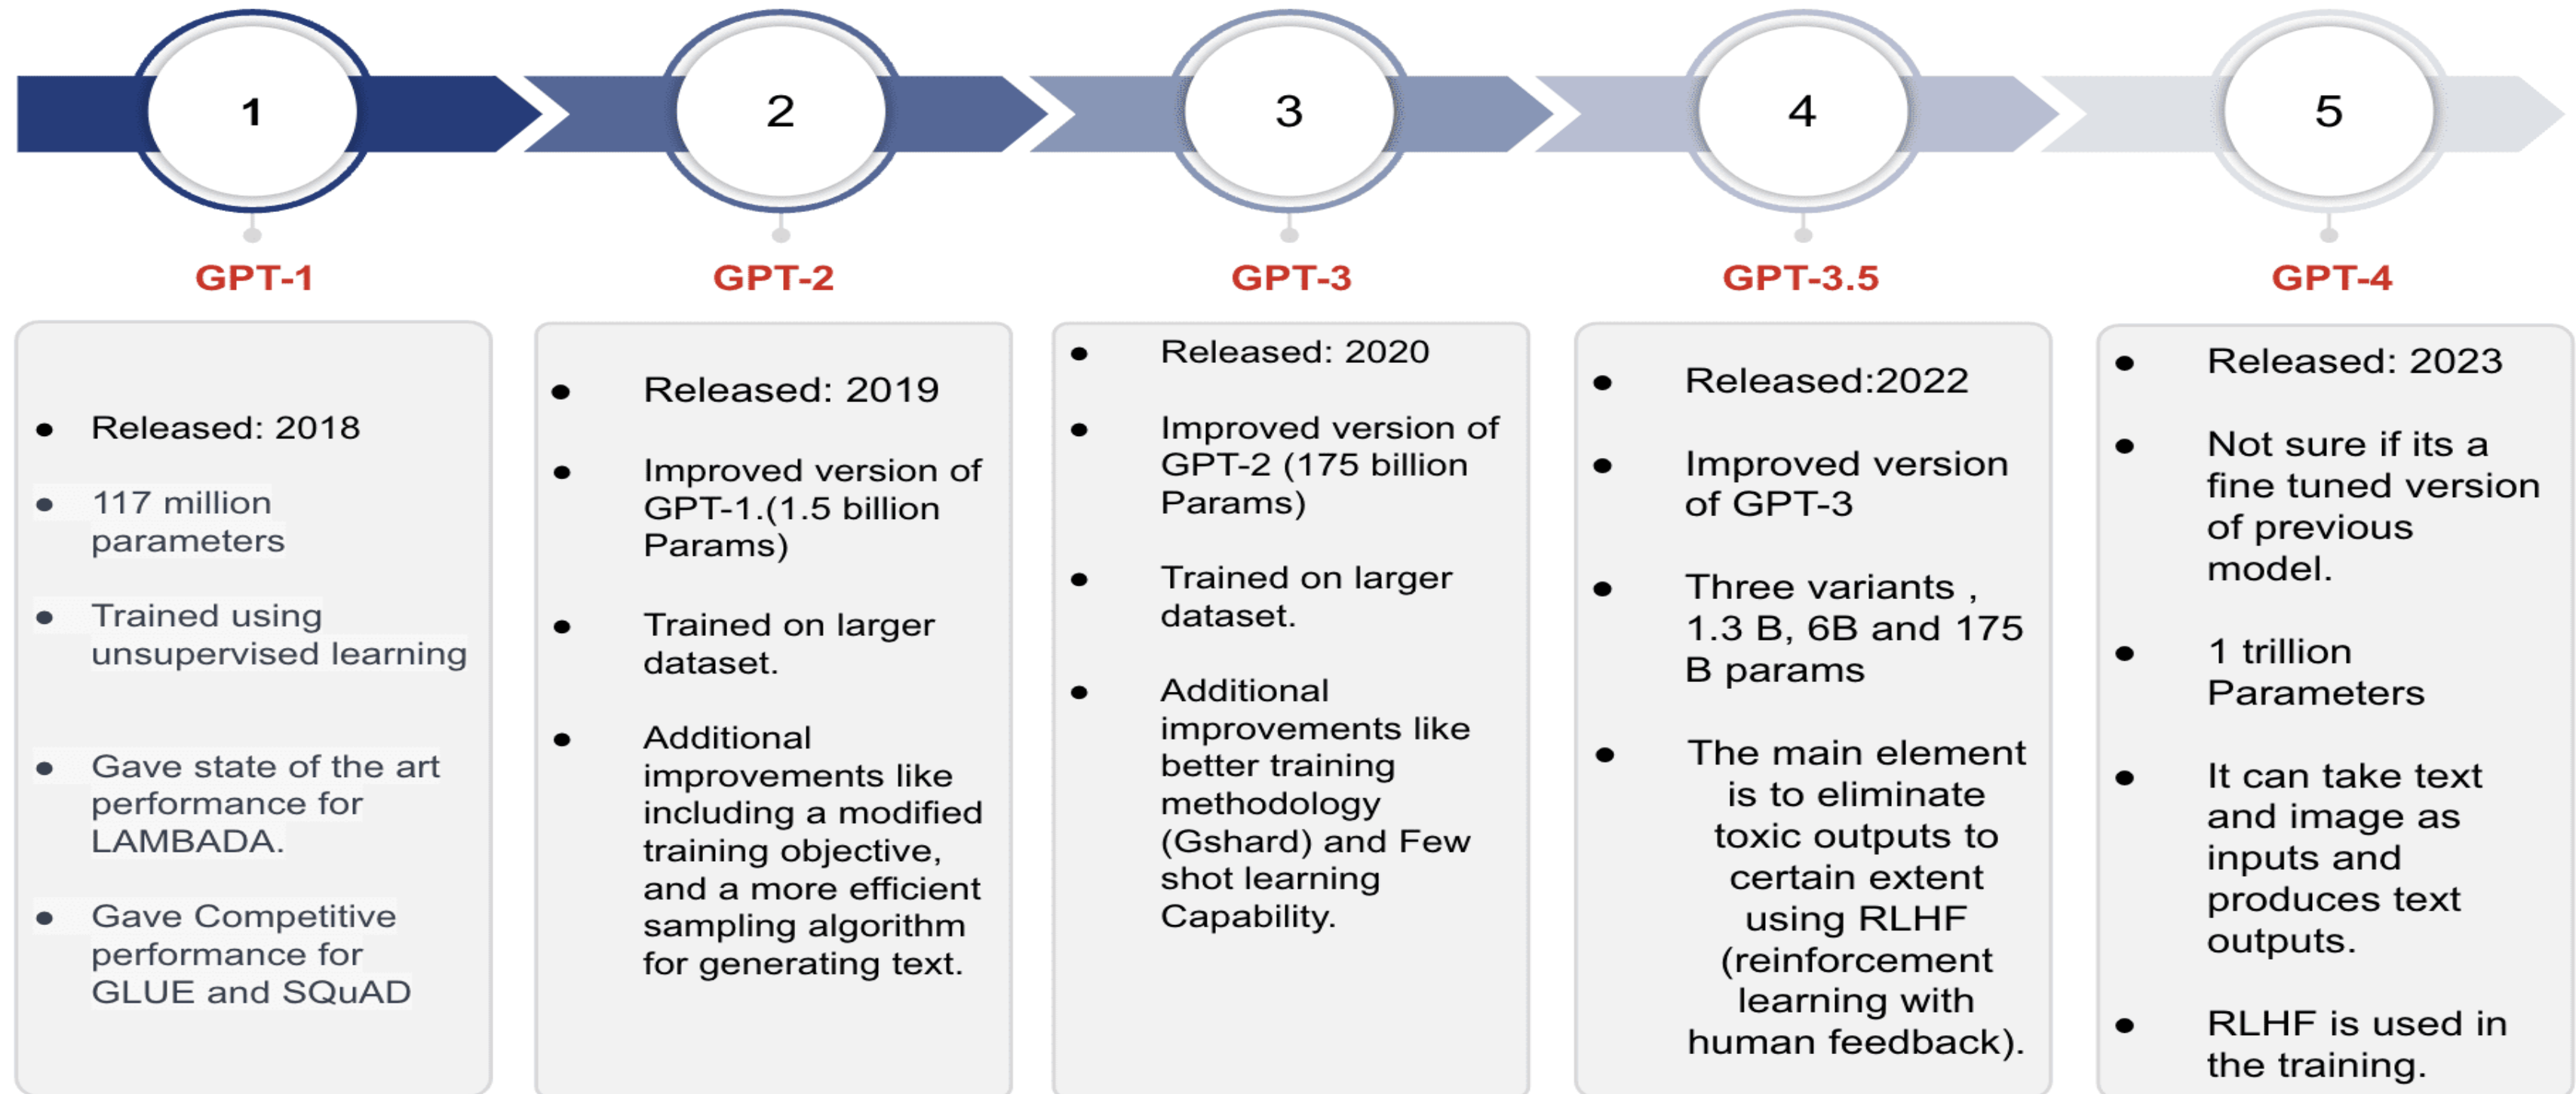 1
2
3
4
5
GPT-1
GPT-2
GPT-3
GPT-3.5
GPT-4
● Released: 2018
● 117 million
parameters
● Trained using
unsupervised learning
● Gave state of the art
performance for
LAMBADA.
● Gave Competitive
performance for
GLUE and SQuAD
● Released: 2019
● Improved version of
GPT-1.(1.5 billion
Params)
● Trained on larger
dataset.
● Additional
improvements like
including a modified
training objective,
and a more efficient
sampling algorithm
for generating text.
● Released: 2020
● Improved version of
GPT-2 (175 billion
Params)
● Trained on larger
dataset.
● Additional
improvements like
better training
methodology
(Gshard) and Few
shot learning
Capability.
● Released:2022
● Improved version
of GPT-3
● Three variants ,
1.3 B, 6B and 175
B params
● The main element
is to eliminate
toxic outputs to
certain extent
using RLHF
(reinforcement
learning with
human feedback).
● Released: 2023
● Not sure if its a
fine tuned version
of previous
model.
● 1 trillion
Parameters
● It can take text
and image as
inputs and
produces text
outputs.
● RLHF is used in
the training.